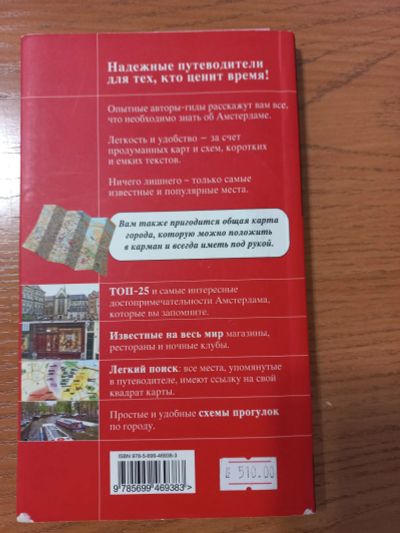 Надежные путеводители
для тех, кто ценит время!
Опытные авторы-гиды расскажут вам все,
что необходимо знать об Амстердаме.
Легкость и удобство – за счет
продуманных карт и схем, коротких
и емких текстов.
Ничего лишнего – только самые
известные и популярные места.
Вам также пригодится общая карта
города, которую можно положить
в карман и всегда иметь под рукой.
ТОП-25 и самые интересные
достопримечательности Амстердама,
которые вы запомните.
Известные на весь мир магазины,
рестораны и ночные клубы.
Легкий поиск: все места, упомянутые
в путеводителе, имеют ссылку на свой
квадрат карты.
Простые и удобные схемы прогулок
по городу.
ISBN 978-5-699-46938-3
9 785699 469383 >
510.00